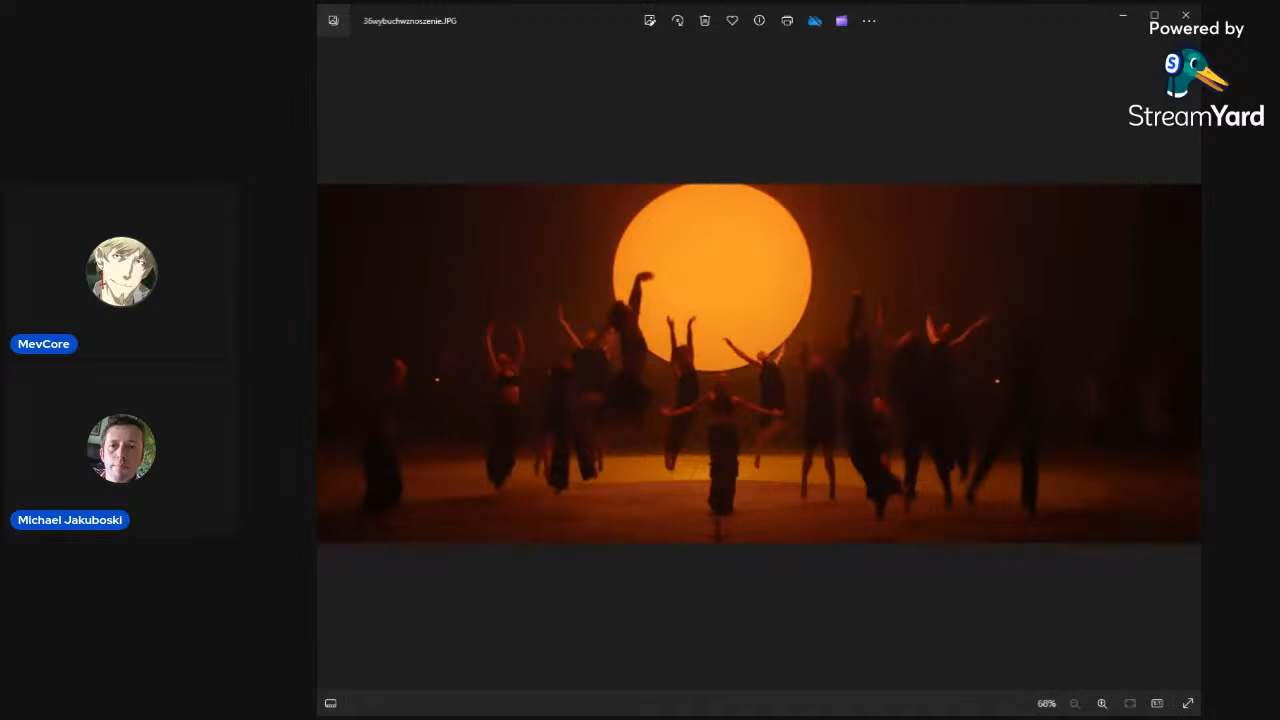 36wybuchwznoszenie.JPG
Powered by
S
StreamYard
MevCore
Michael Jakuboski
68%